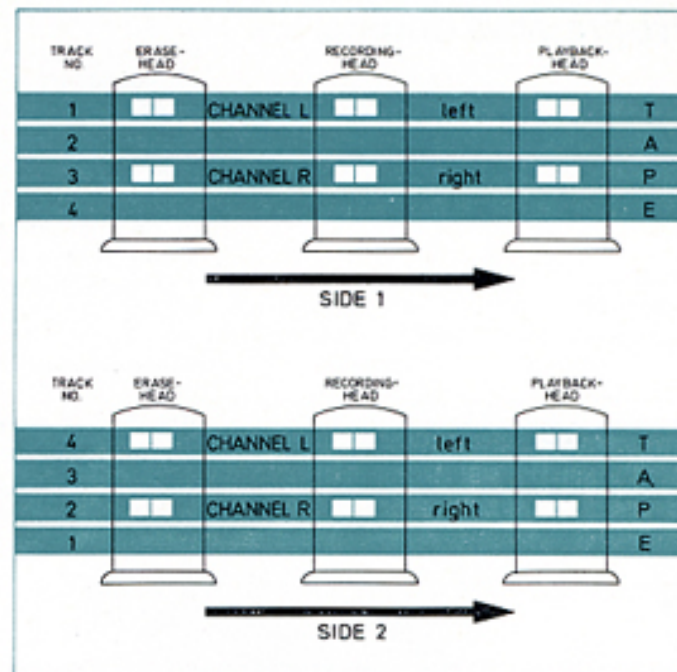 TRACK NO.
ERASE-HEAD
RECORDING-HEAD
PLAYBACK-HEAD
1 CHANNEL L left T
2 A
3 CHANNEL R right P
4 E
SIDE 1
TRACK NO.
ERASE-HEAD
RECORDING-HEAD
PLAYBACK-HEAD
4 CHANNEL L left T
3 A
2 CHANNEL R right P
1 E
SIDE 2